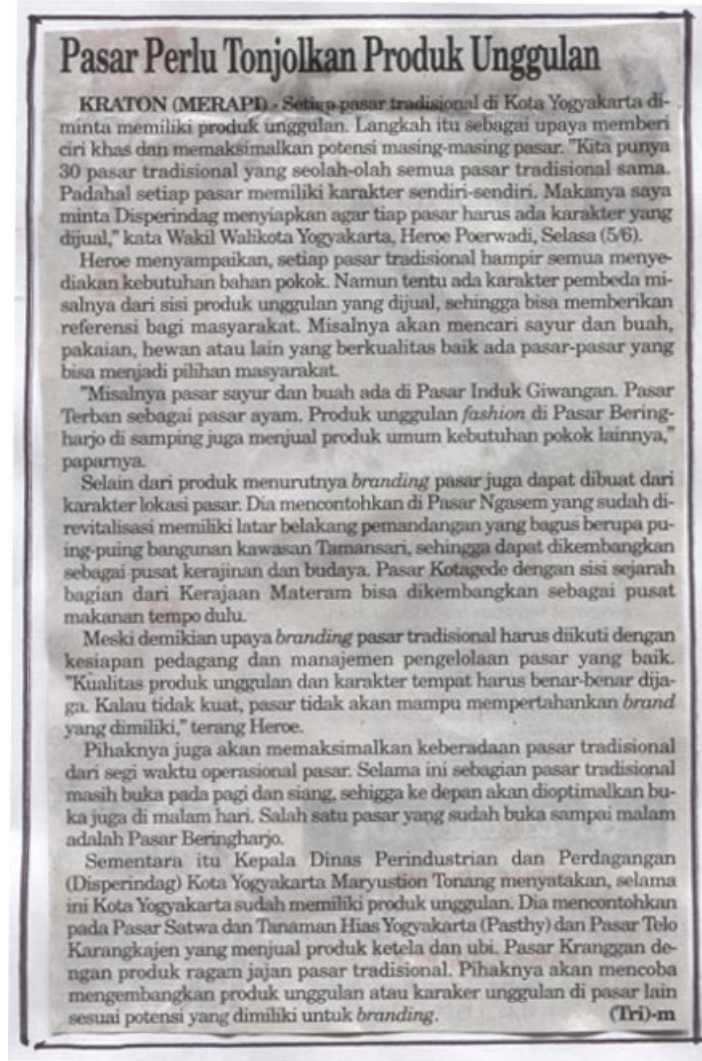 Pasar Perlu Tonjolkan Produk Unggulan
KRATON (MERAPI) - Setiap pasar tradisional di Kota Yogyakarta di-
minta memiliki produk unggulan. Langkah itu sebagai upaya memberi
ciri khas dan memaksimalkan potensi masing-masing pasar. "Kita punya
30 pasar tradisional yang seolah-olah semua pasar tradisional sama.
Padahal setiap pasar memiliki karakter sendiri-sendiri. Makanya saya
minta Disperindag menyiapkan agar tiap pasar harus ada karakter yang
dijual," kata Wakil Walikota Yogyakarta, Heroe Poerwadi, Selasa (5/6).
Heroe menyampaikan, setiap pasar tradisional hampir semua menye-
diakan kebutuhan bahan pokok. Namun tentu ada karakter pembeda mi-
salnya dari sisi produk unggulan yang dijual, sehingga bisa memberikan
referensi bagi masyarakat. Misalnya akan mencari sayur dan buah,
pakaian, hewan atau lain yang berkualitas baik ada pasar-pasar yang
bisa menjadi pilihan masyarakat.
"Misalnya pasar sayur dan buah ada di Pasar Induk Giwangan. Pasar
Terban sebagai pasar ayam. Produk unggulan fashion di Pasar Bering-
harjo di samping juga menjual produk umum kebutuhan pokok lainnya,"
paparnya.
Selain dari produk menurutnya branding pasar juga dapat dibuat dari
karakter lokasi pasar. Dia mencontohkan di Pasar Ngasem yang sudah di-
revitalisasi memiliki latar belakang pemandangan yang bagus berupa pu-
ing-puing bangunan kawasan Tamansari, sehingga dapat dikembangkan
sebagai pusat kerajinan dan budaya. Pasar Kotagede dengan sisi sejarah
bagian dari Kerajaan Materam bisa dikembangkan sebagai pusat
makanan tempo dulu.
Meski demikian upaya branding pasar tradisional harus diikuti dengan
kesiapan pedagang dan manajemen pengelolaan pasar yang baik.
"Kualitas produk unggulan dan karakter tempat harus benar-benar dija-
ga. Kalau tidak kuat, pasar tidak akan mampu mempertahankan brand
yang dimiliki," terang Heroe.
Pihaknya juga akan memaksimalkan keberadaan pasar tradisional
dari segi waktu operasional pasar. Selama ini sebagian pasar tradisional
masih buka pada pagi dan siang, sehigga ke depan akan dioptimalkan bu-
ka juga di malam hari. Salah satu pasar yang sudah buka sampai malam
adalah Pasar Beringharjo.
Sementara itu Kepala Dinas Perindustrian dan Perdagangan
(Disperindag) Kota Yogyakarta Maryustion Tonang menyatakan, selama
ini Kota Yogyakarta sudah memiliki produk unggulan. Dia mencontohkan
pada Pasar Satwa dan Tanaman Hias Yogyakarta (Pasthy) dan Pasar Telo
Karangkajen yang menjual produk ketela dan ubi. Pasar Kranggan de-
ngan produk ragam jajan pasar tradisional. Pihaknya akan mencoba
mengembangkan produk unggulan atau karaker unggulan di pasar lain
sesuai potensi yang dimiliki untuk branding. (Tri)-m